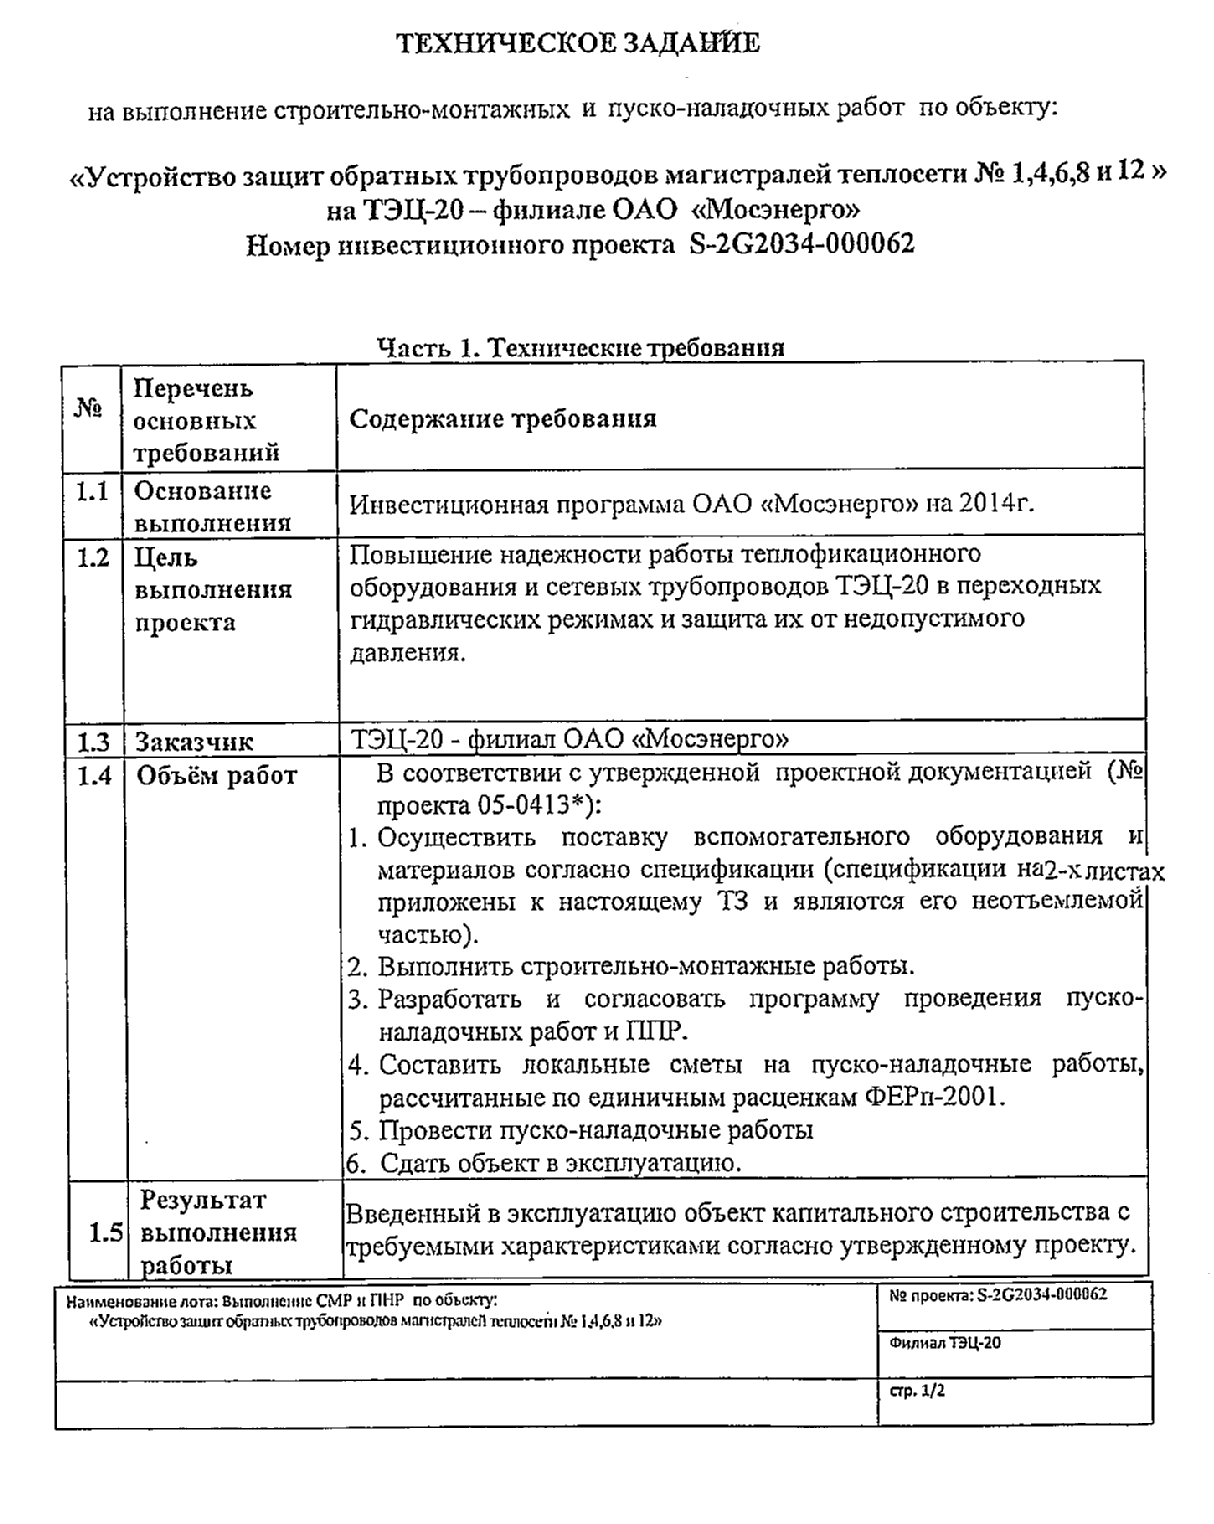 ТЕХНИЧЕСКОЕ ЗАДАНИЕ
на выполнение строительно-монтажных и пуско-наладочных работ по объекту:
«Устройство защит обратных трубопроводов магистралей теплосети № 1,4,6,8 и 12 »
на ТЭЦ-20 – филиале ОАО «Мосэнерго»
Номер инвестиционного проекта S-2G2034-000062
Часть 1. Технические требования
№
Перечень
основных
требований
Содержание требования
1.1
Основание
выполнения
Инвестиционная программа ОАО «Мосэнерго» на 2014г.
1.2
Цель
выполнения
проекта
Повышение надежности работы теплофикационного
оборудования и сетевых трубопроводов ТЭЦ-20 в переходных
гидравлических режимах и защита их от недопустимого
давления.
1.3
Заказчик
ТЭЦ-20 - филиал ОАО «Мосэнерго»
1.4
Объём работ
В соответствии с утвержденной проектной документацией (№
проекта 05-0413*):
1. Осуществить поставку вспомогательного оборудования и
материалов согласно спецификации (спецификации на2-х листах
приложены к настоящему ТЗ и являются его неотъемлемой
частью).
2. Выполнить строительно-монтажные работы.
3. Разработать и согласовать программу проведения пуско-
наладочных работ и ППР.
4. Составить локальные сметы на пуско-наладочные работы,
рассчитанные по единичным расценкам ФЕРп-2001.
5. Провести пуско-наладочные работы
6. Сдать объект в эксплуатацию.
1.5
Результат
выполнения
работы
Введенный в эксплуатацию объект капитального строительства с
требуемыми характеристиками согласно утвержденному проекту.
Наименование лота: Выполнение СМР и ПНР по объекту:
«Устройство защит обратных трубопроводов магистралей теплосети № 1,4,6,8 и 12»
№ проекта: S-2G2034-000062
Филиал ТЭЦ-20
стр. 1/2